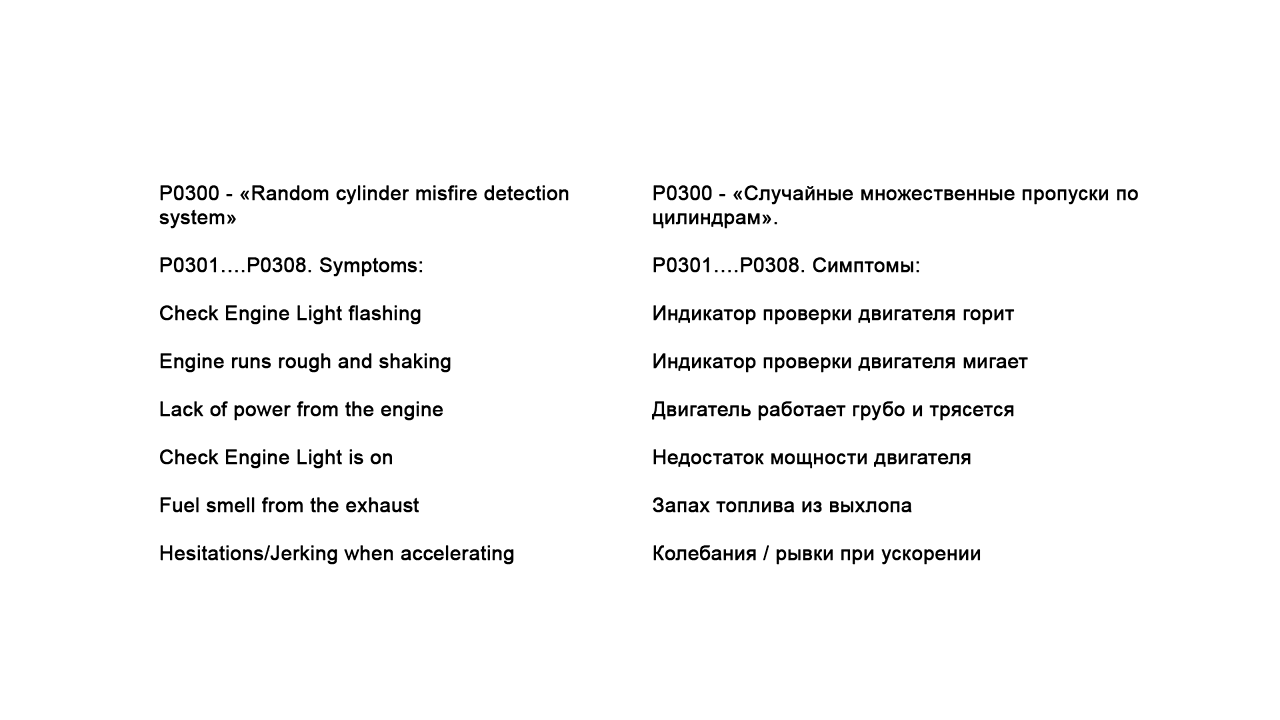 P0300 - «Random cylinder misfire detection
system»
P0301....P0308. Symptoms:
Check Engine Light flashing
Engine runs rough and shaking
Lack of power from the engine
Check Engine Light is on
Fuel smell from the exhaust
Hesitations/Jerking when accelerating
P0300 - «Случайные множественные пропуски по
цилиндрам».
P0301....P0308. Симптомы:
Индикатор проверки двигателя горит
Индикатор проверки двигателя мигает
Двигатель работает грубо и трясется
Недостаток мощности двигателя
Запах топлива из выхлопа
Колебания / рывки при ускорении